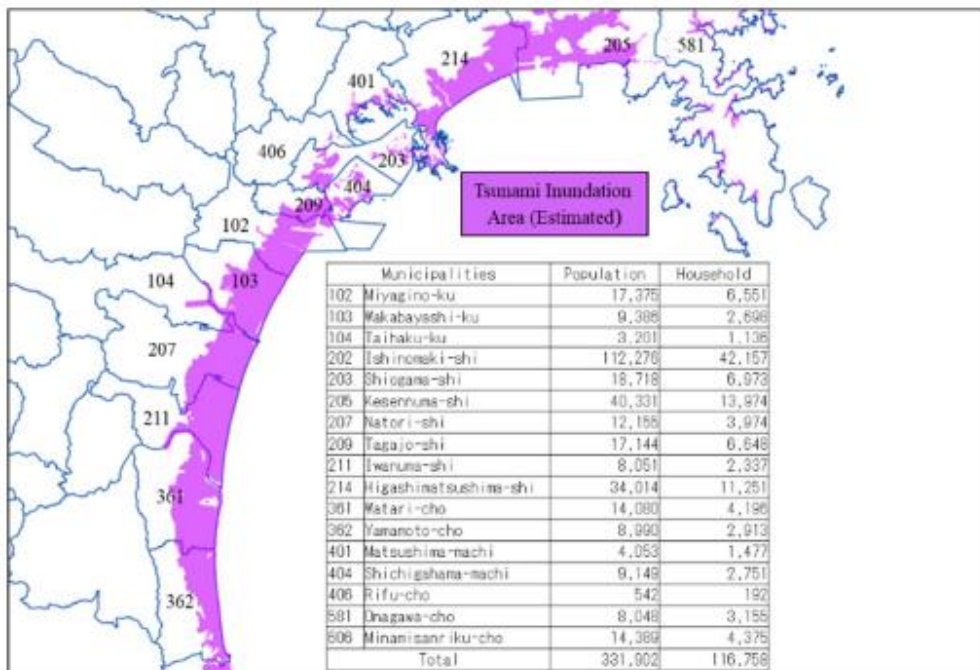 214
205
581
401
406
203
404
209
102
103
104
207
211
361
362
Tsunami Inundation
Area (Estimated)
Municipalities Population Household
102 Miyagino-ku 17,375 6,551
103 Wakabayashi-ku 9,386 2,698
104 Taihaku-ku 3,201 1,136
202 Ishinomaki-shi 112,276 42,157
203 Shiogama-shi 18,718 6,973
205 Kesennuma-shi 40,331 13,974
207 Natori-shi 12,155 3,974
209 Tagajo-shi 17,144 6,648
211 Iwanuma-shi 8,051 2,337
214 Higashimatsushima-shi 34,014 11,251
361 Watari-cho 14,080 4,196
362 Yamamoto-cho 8,990 2,913
401 Matsushima-machi 4,053 1,477
404 Shichigahama-machi 9,149 2,751
406 Rifu-cho 542 192
581 Onagawa-cho 8,048 3,155
606 Minamisanriku-cho 14,389 4,375
Total 331,902 116,758